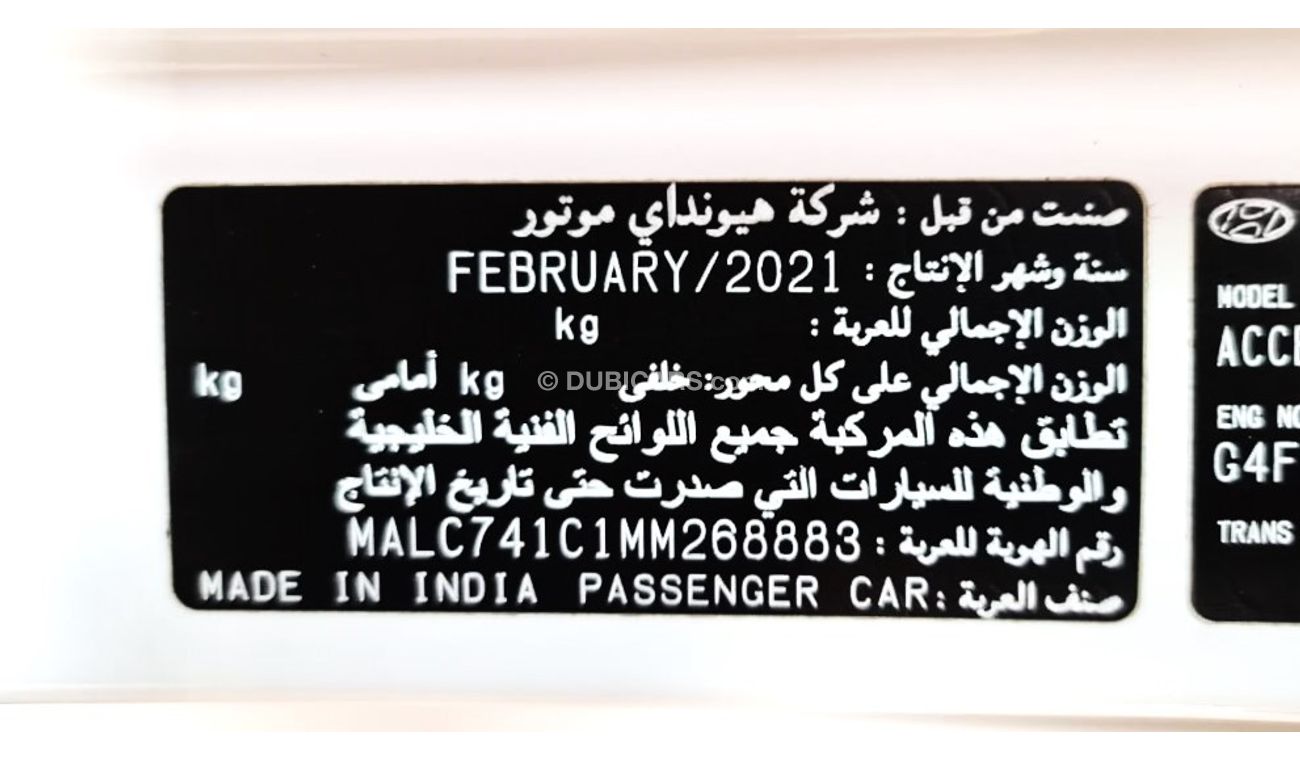 صنعت من قبل : شركة هيونداي موتور
سنة وشهر الإنتاج : FEBRUARY/2021
الوزن الإجمالي للعربة : kg
الوزن الإجمالي على كل محور: خلفى kg أمامى kg
© DUBICARS.com
تطابق هذه المركبة جميع اللوائح الفنية الخليجية
والوطنية للسيارات التي صدرت حتى تاريخ الإنتاج
رقم الهوية للعربة : MALC741C1MM268883
صنف العربة : PASSENGER CAR MADE IN INDIA
MODEL
ACCE
ENG NO
G4F
TRANS